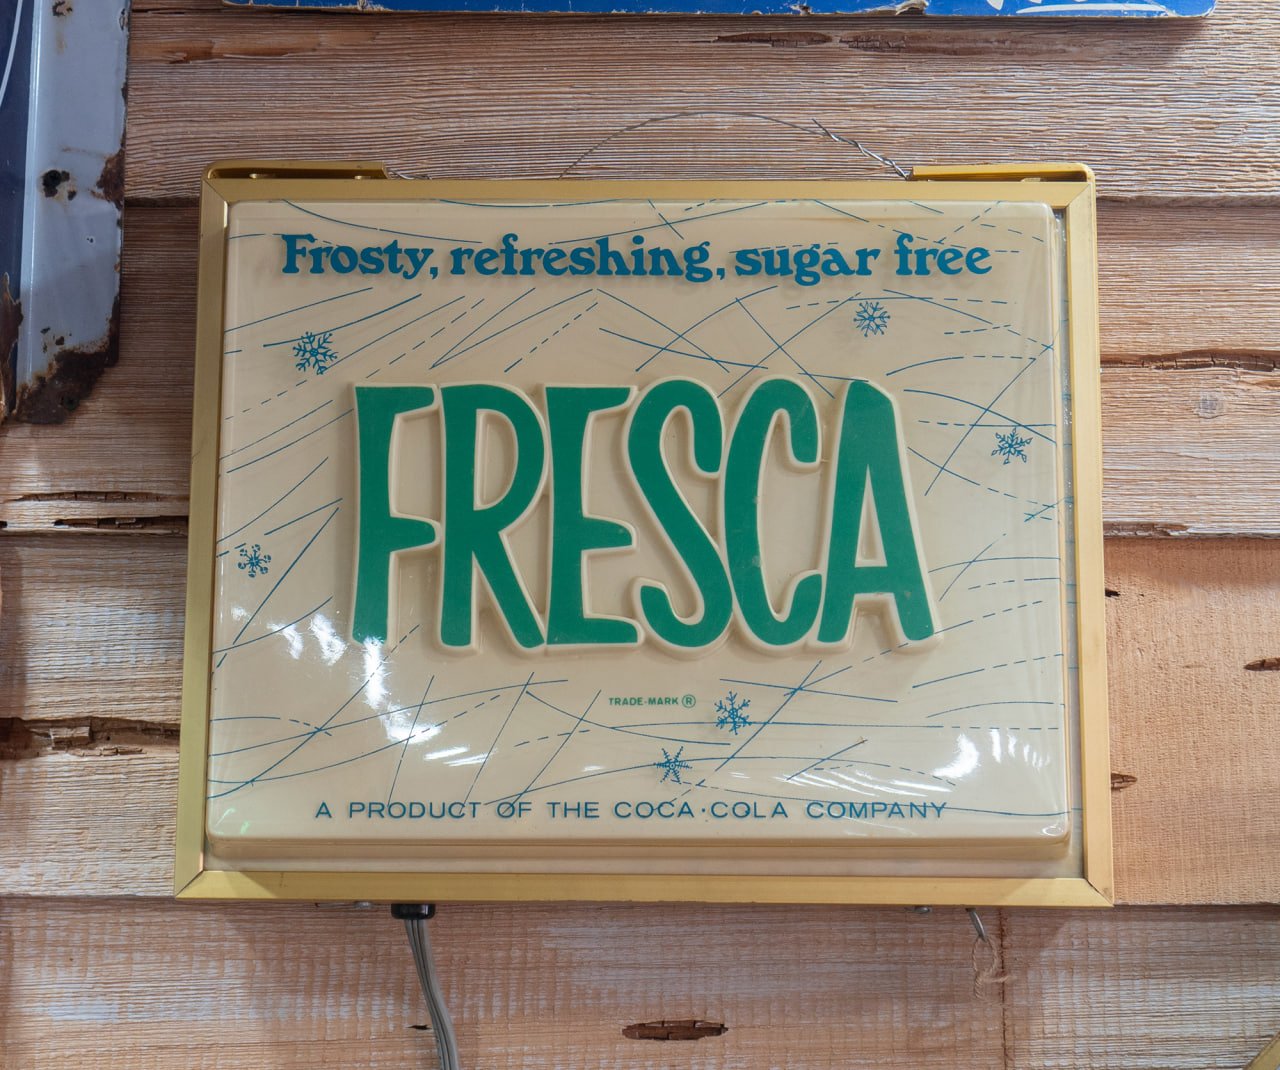 Frosty, refreshing, sugar free
FRESCA
TRADE-MARK ®
A PRODUCT OF THE COCA·COLA COMPANY